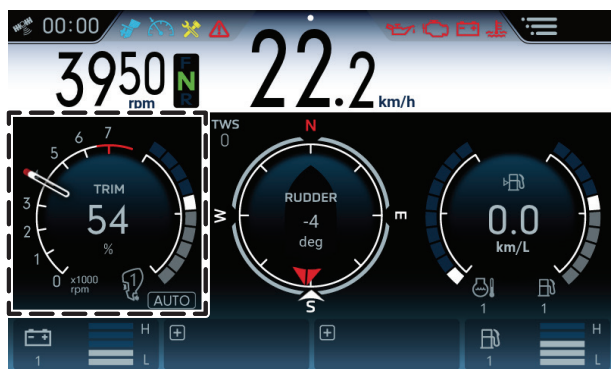 00:00
3950 rpm
F
N
R
22.2 km/h
7
6
5
3
2
1
0
x1000
rpm
TRIM
54
%
1
AUTO
TWS
0
N
W
E
S
RUDDER
-4
deg
0.0
km/L
1
1
1
H
L
1
H
L